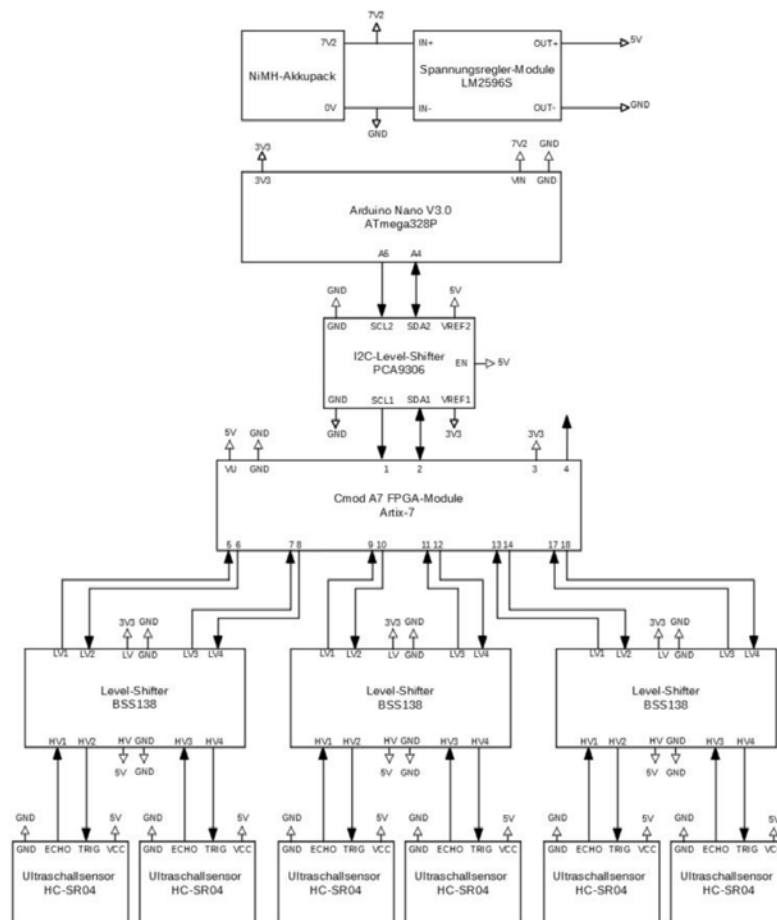 7V2
7V2 IN+ OUT+ 5V
NiMH-Akkupack
Spannungsregler-Module
LM2596S
0V IN- OUT- GND
GND
3V3 7V2 GND
3V3 VIN GND
Arduino Nano V3.0
ATmega328P
A5 A4
GND 5V
GND SCL2 SDA2 VREF2
I2C-Level-Shifter
PCA9306
EN 5V
GND SCL1 SDA1 VREF1
GND 3V3
5V GND 3V3
VU GND 1 2 3 4
Cmod A7 FPGA-Module
Artix-7
5 6 7 8 9 10 11 12 13 14 17 18
3V3 GND 3V3 GND 3V3 GND
LV1 LV2 LV GND LV3 LV4 LV1 LV2 LV GND LV3 LV4 LV1 LV2 LV GND LV3 LV4
Level-Shifter Level-Shifter Level-Shifter
BSS138 BSS138 BSS138
HV1 HV2 HV GND HV3 HV4 HV1 HV2 HV GND HV3 HV4 HV1 HV2 HV GND HV3 HV4
5V GND 5V GND 5V GND
GND 5V GND 5V GND 5V GND 5V GND 5V GND 5V
GND ECHO TRIG VCC GND ECHO TRIG VCC GND ECHO TRIG VCC GND ECHO TRIG VCC GND ECHO TRIG VCC GND ECHO TRIG VCC
Ultraschallsensor Ultraschallsensor Ultraschallsensor Ultraschallsensor Ultraschallsensor Ultraschallsensor
HC-SR04 HC-SR04 HC-SR04 HC-SR04 HC-SR04 HC-SR04